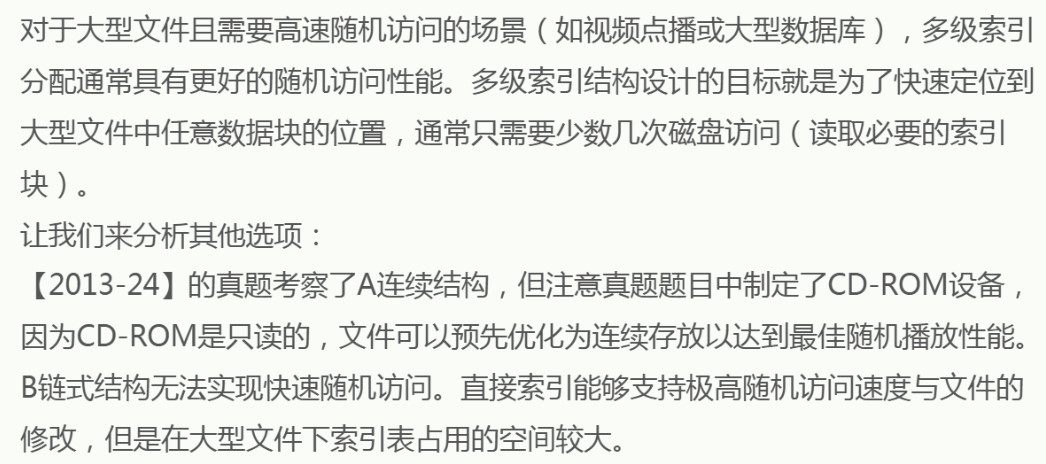 对于大型文件且需要高速随机访问的场景（如视频点播或大型数据库），多级索引
分配通常具有更好的随机访问性能。多级索引结构设计的目标就是为了快速定位到
大型文件中任意数据块的位置，通常只需要少数几次磁盘访问（读取必要的索引
块）。
让我们来分析其他选项：
【2013-24】的真题考察了A连续结构，但注意真题题目中制定了CD-ROM设备，
因为CD-ROM是只读的，文件可以预先优化为连续存放以达到最佳随机播放性能。
B链式结构无法实现快速随机访问。直接索引能够支持极高随机访问速度与文件的
修改，但是在大型文件下索引表占用的空间较大。